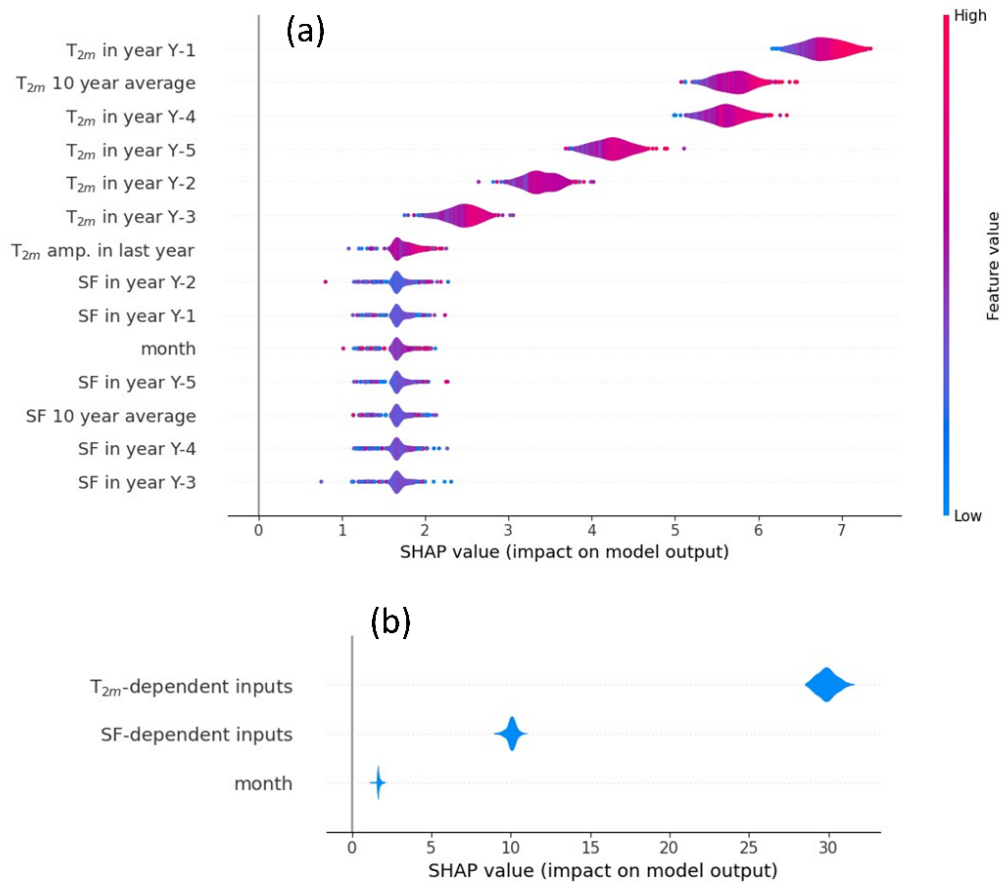 (a)
High
T2m in year Y-1
T2m 10 year average
T2m in year Y-4
T2m in year Y-5
T2m in year Y-2
T2m in year Y-3
T2m amp. in last year
SF in year Y-2
SF in year Y-1
month
SF in year Y-5
SF 10 year average
SF in year Y-4
SF in year Y-3
Feature value
Low
0 1 2 3 4 5 6 7
SHAP value (impact on model output)
(b)
T2m-dependent inputs
SF-dependent inputs
month
0 5 10 15 20 25 30
SHAP value (impact on model output)